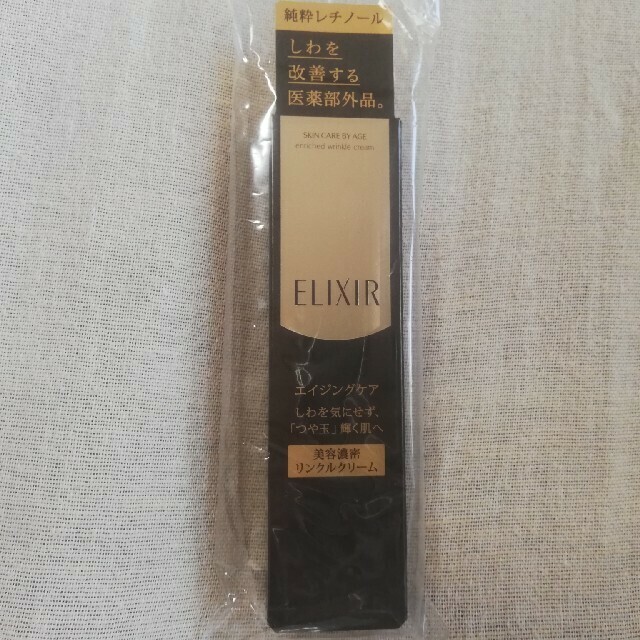 純粋レチノール
しわを
改善する
医薬部外品。
SKIN CARE BY AGE
enriched wrinkle cream
ELIXIR
エイジングケア
しわを気にせず、
「つや玉」輝く肌へ
美容濃密
リンクルクリーム